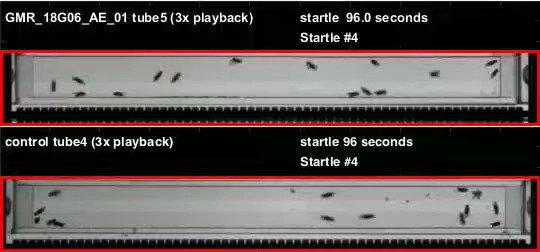 GMR_18G06_AE_01 tube5 (3x playback) startle 96.0 seconds
Startle #4
control tube4 (3x playback) startle 96 seconds
Startle #4